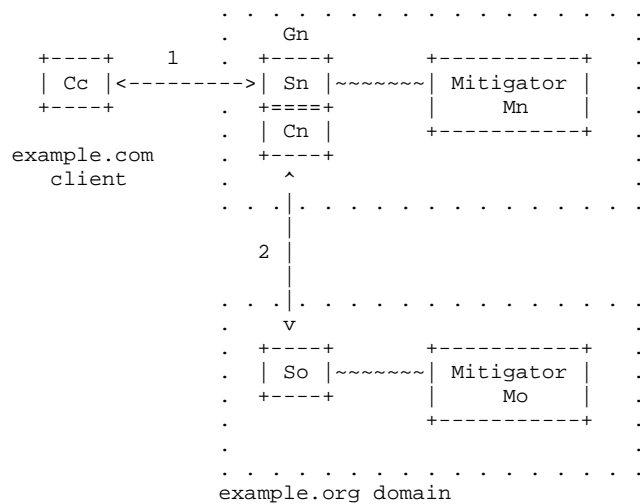 Gn
1
Cc
Sn
Mitigator
Mn
Cn
example.com
client
2
So
Mitigator
Mo
example.org domain